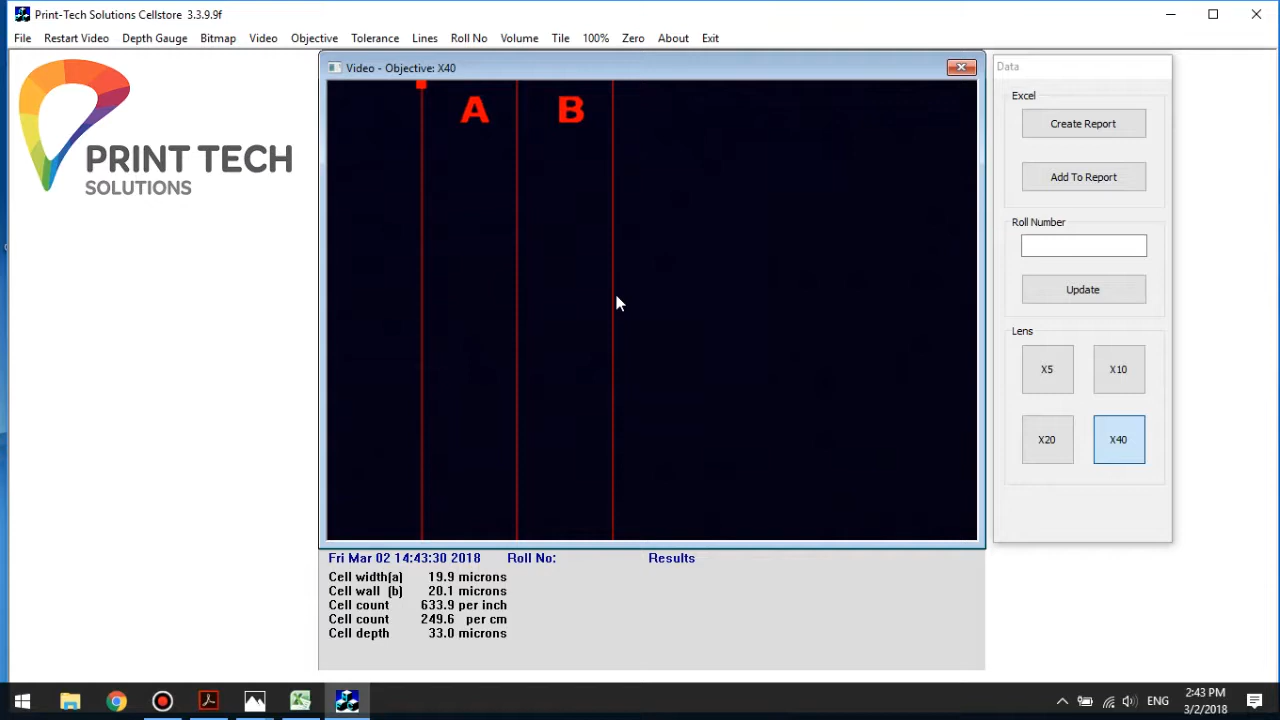 Print-Tech Solutions Cellstore 3.3.9.9f
File Restart Video Depth Gauge Bitmap Video Objective Tolerance Lines Roll No Volume Tile 100% Zero About Exit
PRINT TECH
SOLUTIONS
Video - Objective: X40
A B
Data
Excel
Create Report
Add To Report
Roll Number
Update
Lens
X5 X10
X20 X40
Fri Mar 02 14:43:30 2018 Roll No: Results
Cell width(a) 19.9 microns
Cell wall (b) 20.1 microns
Cell count 633.9 per inch
Cell count 249.6 per cm
Cell depth 33.0 microns
ENG
2:43 PM
3/2/2018